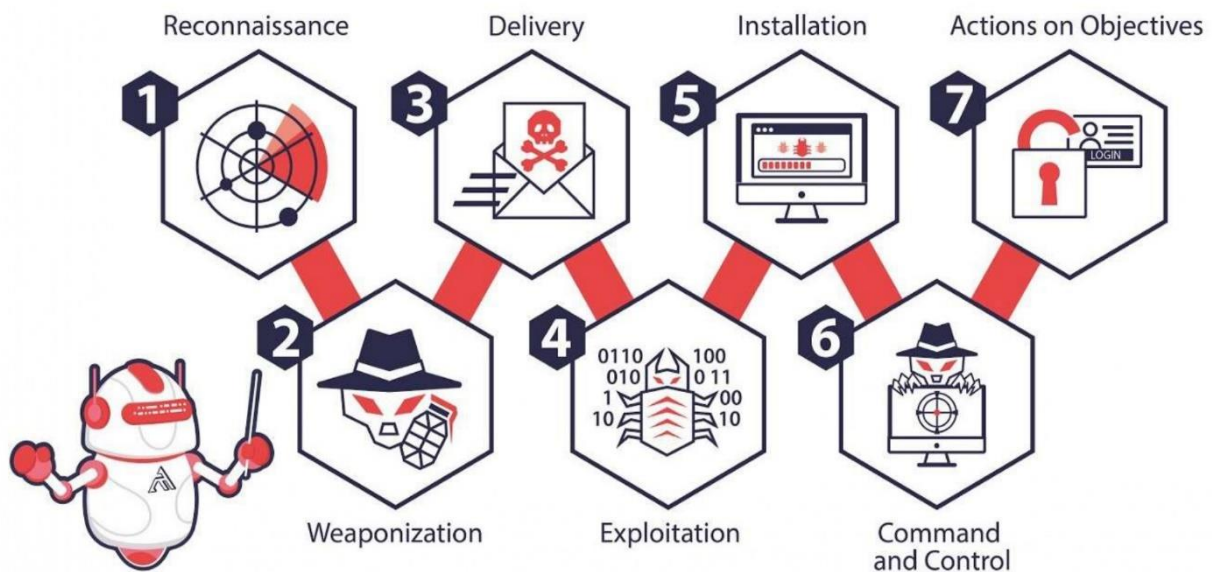 Reconnaissance
Delivery
Installation
Actions on Objectives
1
3
5
7
LOGIN
2
4
6
0110 100
010 0 11
1 00
10 10
Weaponization
Exploitation
Command
and Control